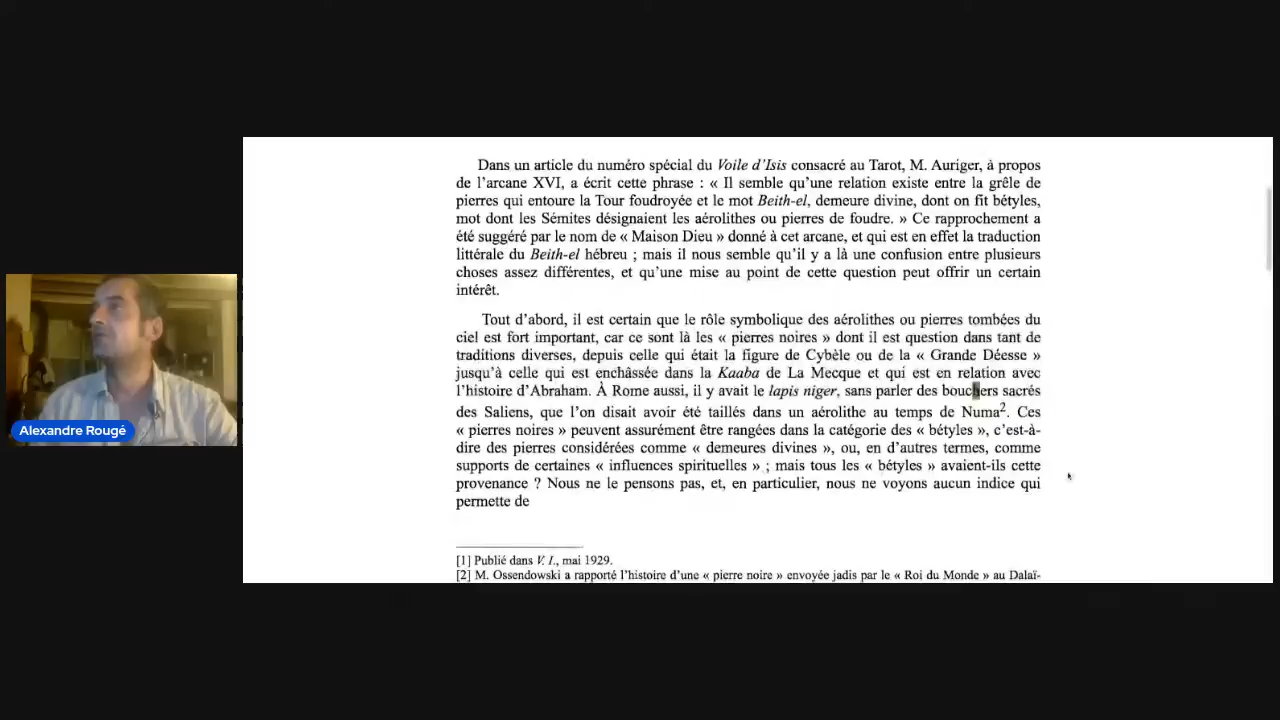 Dans un article du numéro spécial du Voile d’Isis consacré au Tarot, M. Auriger, à propos
de l’arcane XVI, a écrit cette phrase : « Il semble qu’une relation existe entre la grêle de
pierres qui entoure la Tour foudroyée et le mot Beith-el, demeure divine, dont on fit bétyles,
mot dont les Sémites désignaient les aérolithes ou pierres de foudre. » Ce rapprochement a
été suggéré par le nom de « Maison Dieu » donné à cet arcane, et qui est en effet la traduction
littérale du Beith-el hébreu ; mais il nous semble qu’il y a là une confusion entre plusieurs
choses assez différentes, et qu’une mise au point de cette question peut offrir un certain
intérêt.
Tout d’abord, il est certain que le rôle symbolique des aérolithes ou pierres tombées du
ciel est fort important, car ce sont là les « pierres noires » dont il est question dans tant de
traditions diverses, depuis celle qui était la figure de Cybèle ou de la « Grande Déesse »
jusqu’à celle qui est enchâssée dans la Kaaba de La Mecque et qui est en relation avec
l’histoire d’Abraham. À Rome aussi, il y avait le lapis niger, sans parler des boucliers sacrés
des Saliens, que l’on disait avoir été taillés dans un aérolithe au temps de Numa2. Ces
« pierres noires » peuvent assurément être rangées dans la catégorie des « bétyles », c’est-à-
dire des pierres considérées comme « demeures divines », ou, en d’autres termes, comme
supports de certaines « influences spirituelles » ; mais tous les « bétyles » avaient-ils cette
provenance ? Nous ne le pensons pas, et, en particulier, nous ne voyons aucun indice qui
permette de
[1] Publié dans V. I., mai 1929.
[2] M. Ossendowski a rapporté l’histoire d’une « pierre noire » envoyée jadis par le « Roi du Monde » au Dalaï-
Alexandre Rougé